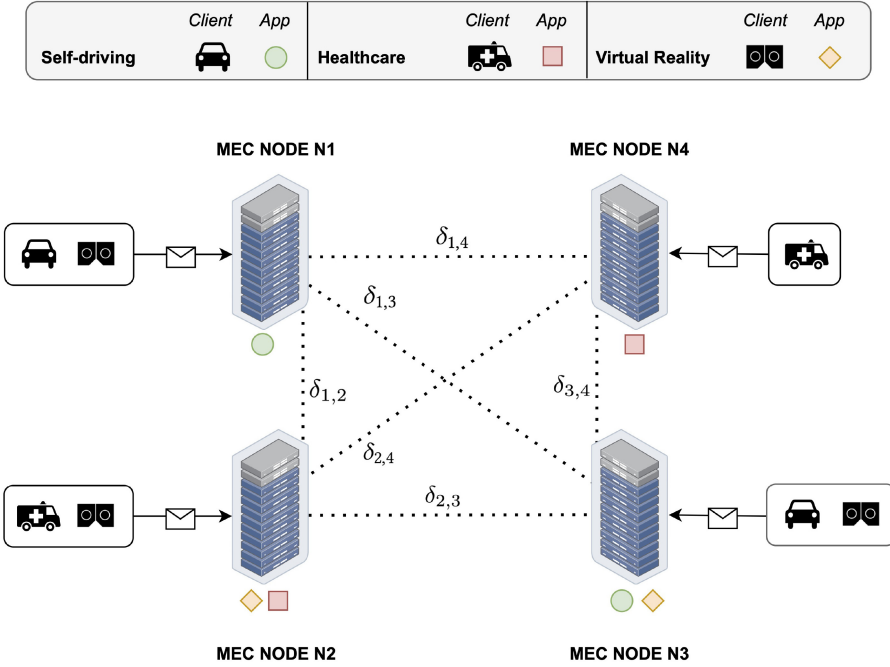 Client App Client App Client App
Self-driving Healthcare Virtual Reality
MEC NODE N1 MEC NODE N4
δ1,4
δ1,3
δ1,2 δ3,4
δ2,4
δ2,3
MEC NODE N2 MEC NODE N3